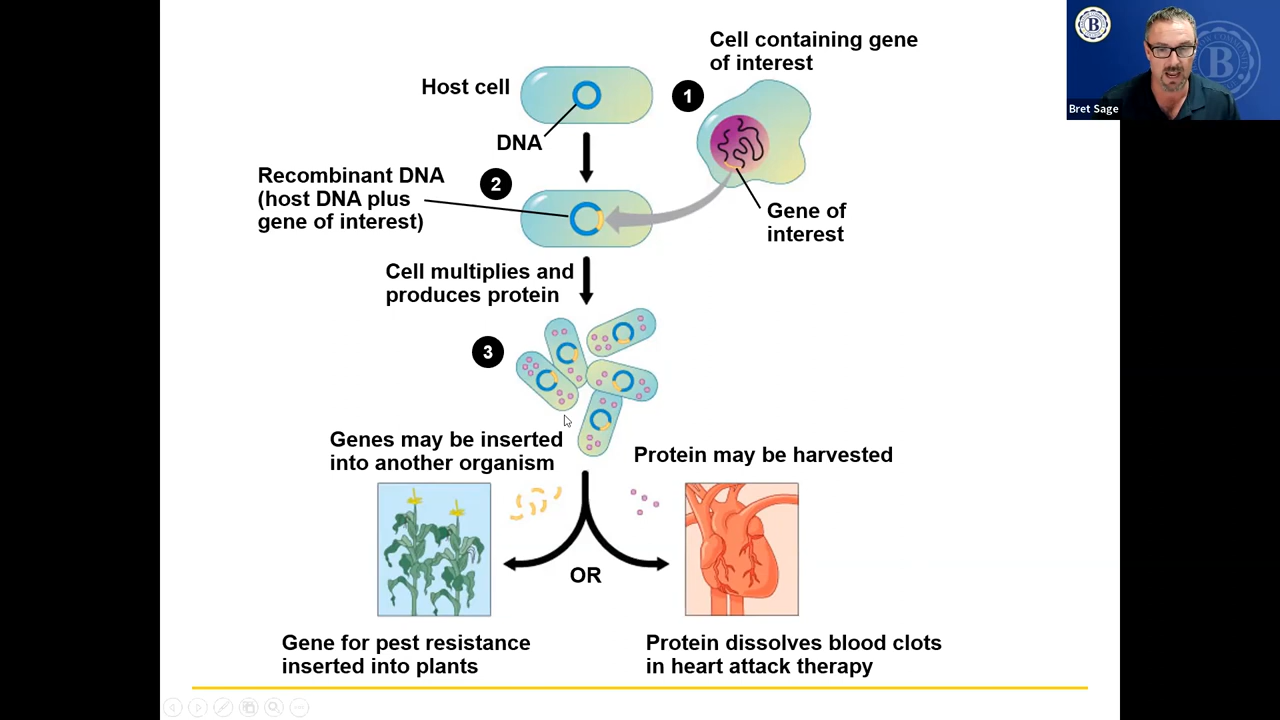 Cell containing gene
of interest
Host cell
1
DNA
Recombinant DNA
(host DNA plus
gene of interest)
2
Gene of
interest
Cell multiplies and
produces protein
3
Genes may be inserted
into another organism
Protein may be harvested
OR
Gene for pest resistance
inserted into plants
Protein dissolves blood clots
in heart attack therapy
B
B
Bret Sage